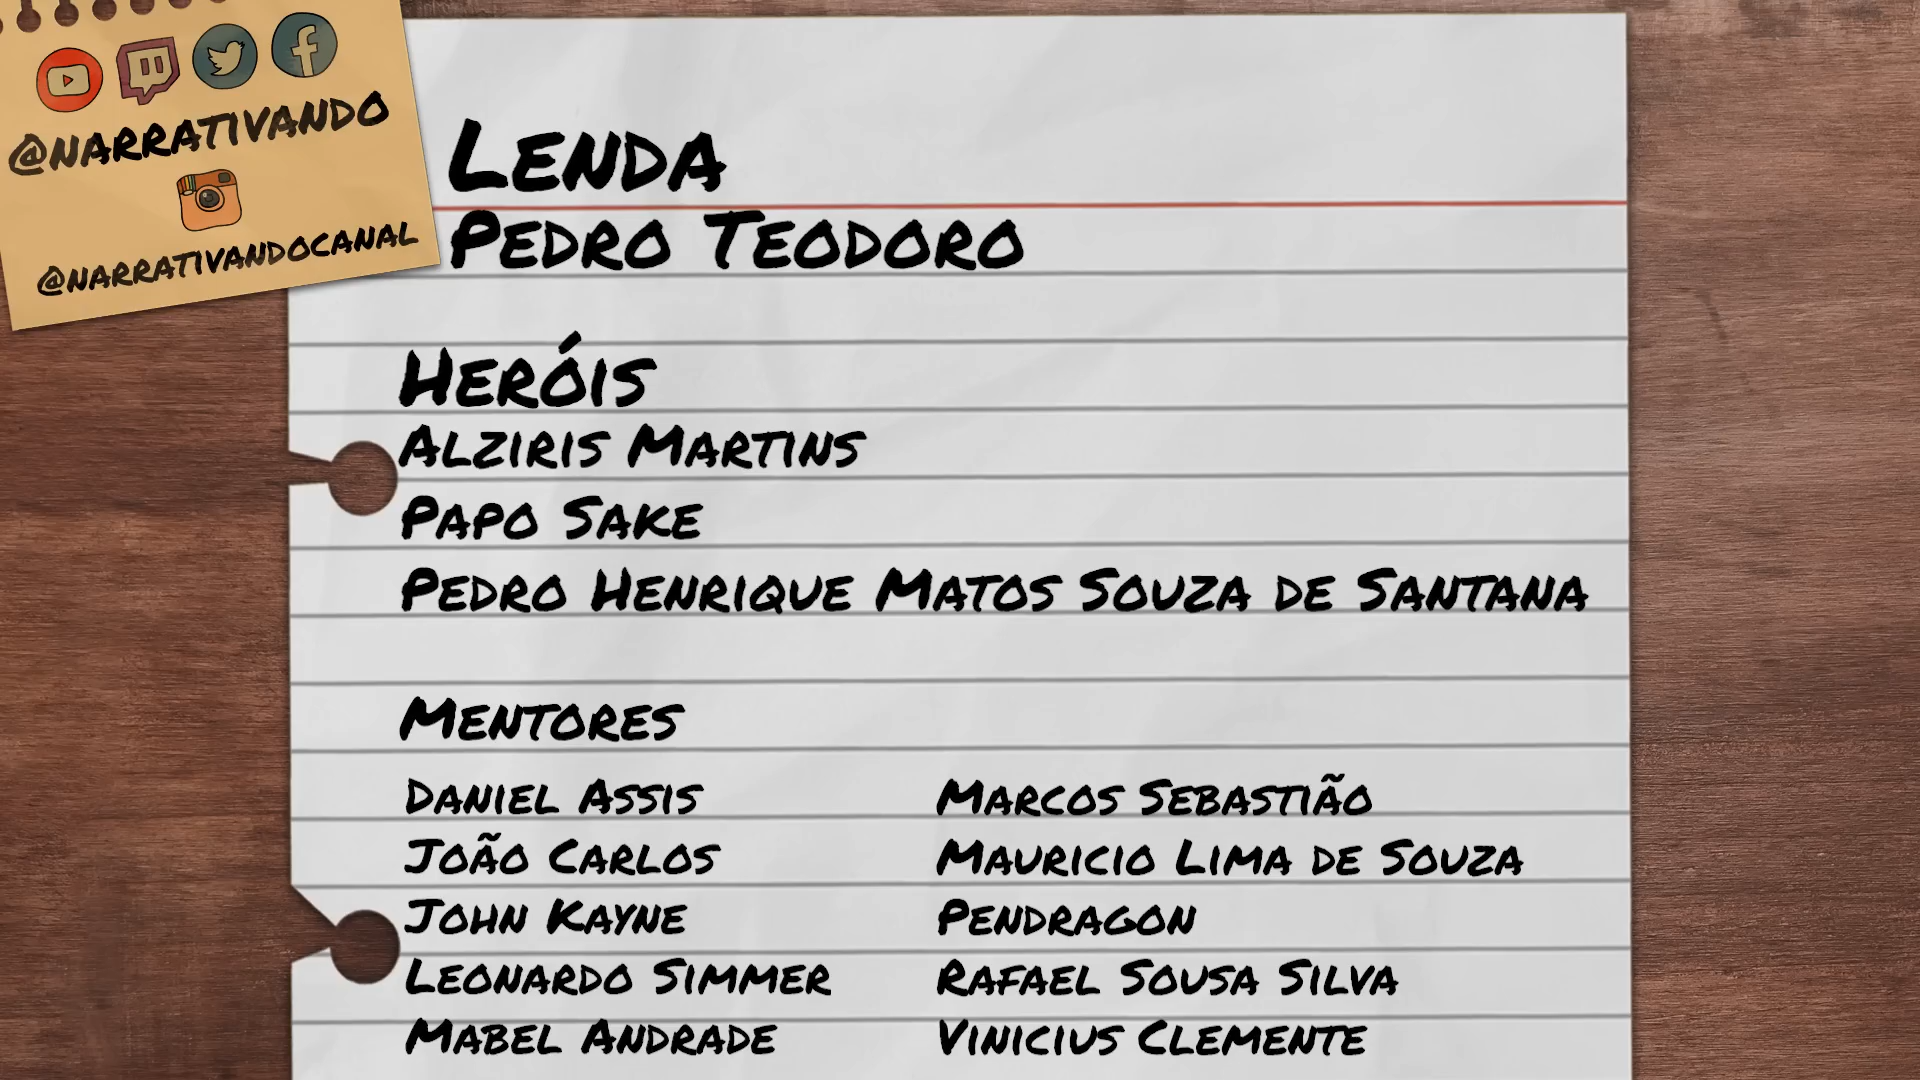 @narrativando
@narrativandocanal
Lenda
Pedro Teodoro
Heróis
Alziris Martins
Papo Sake
Pedro Henrique Matos Souza de Santana
Mentores
Daniel Assis
João Carlos
John Kayne
Leonardo Simmer
Mabel Andrade
Marcos Sebastião
Mauricio Lima de Souza
Pendragon
Rafael Sousa Silva
Vinicius Clemente